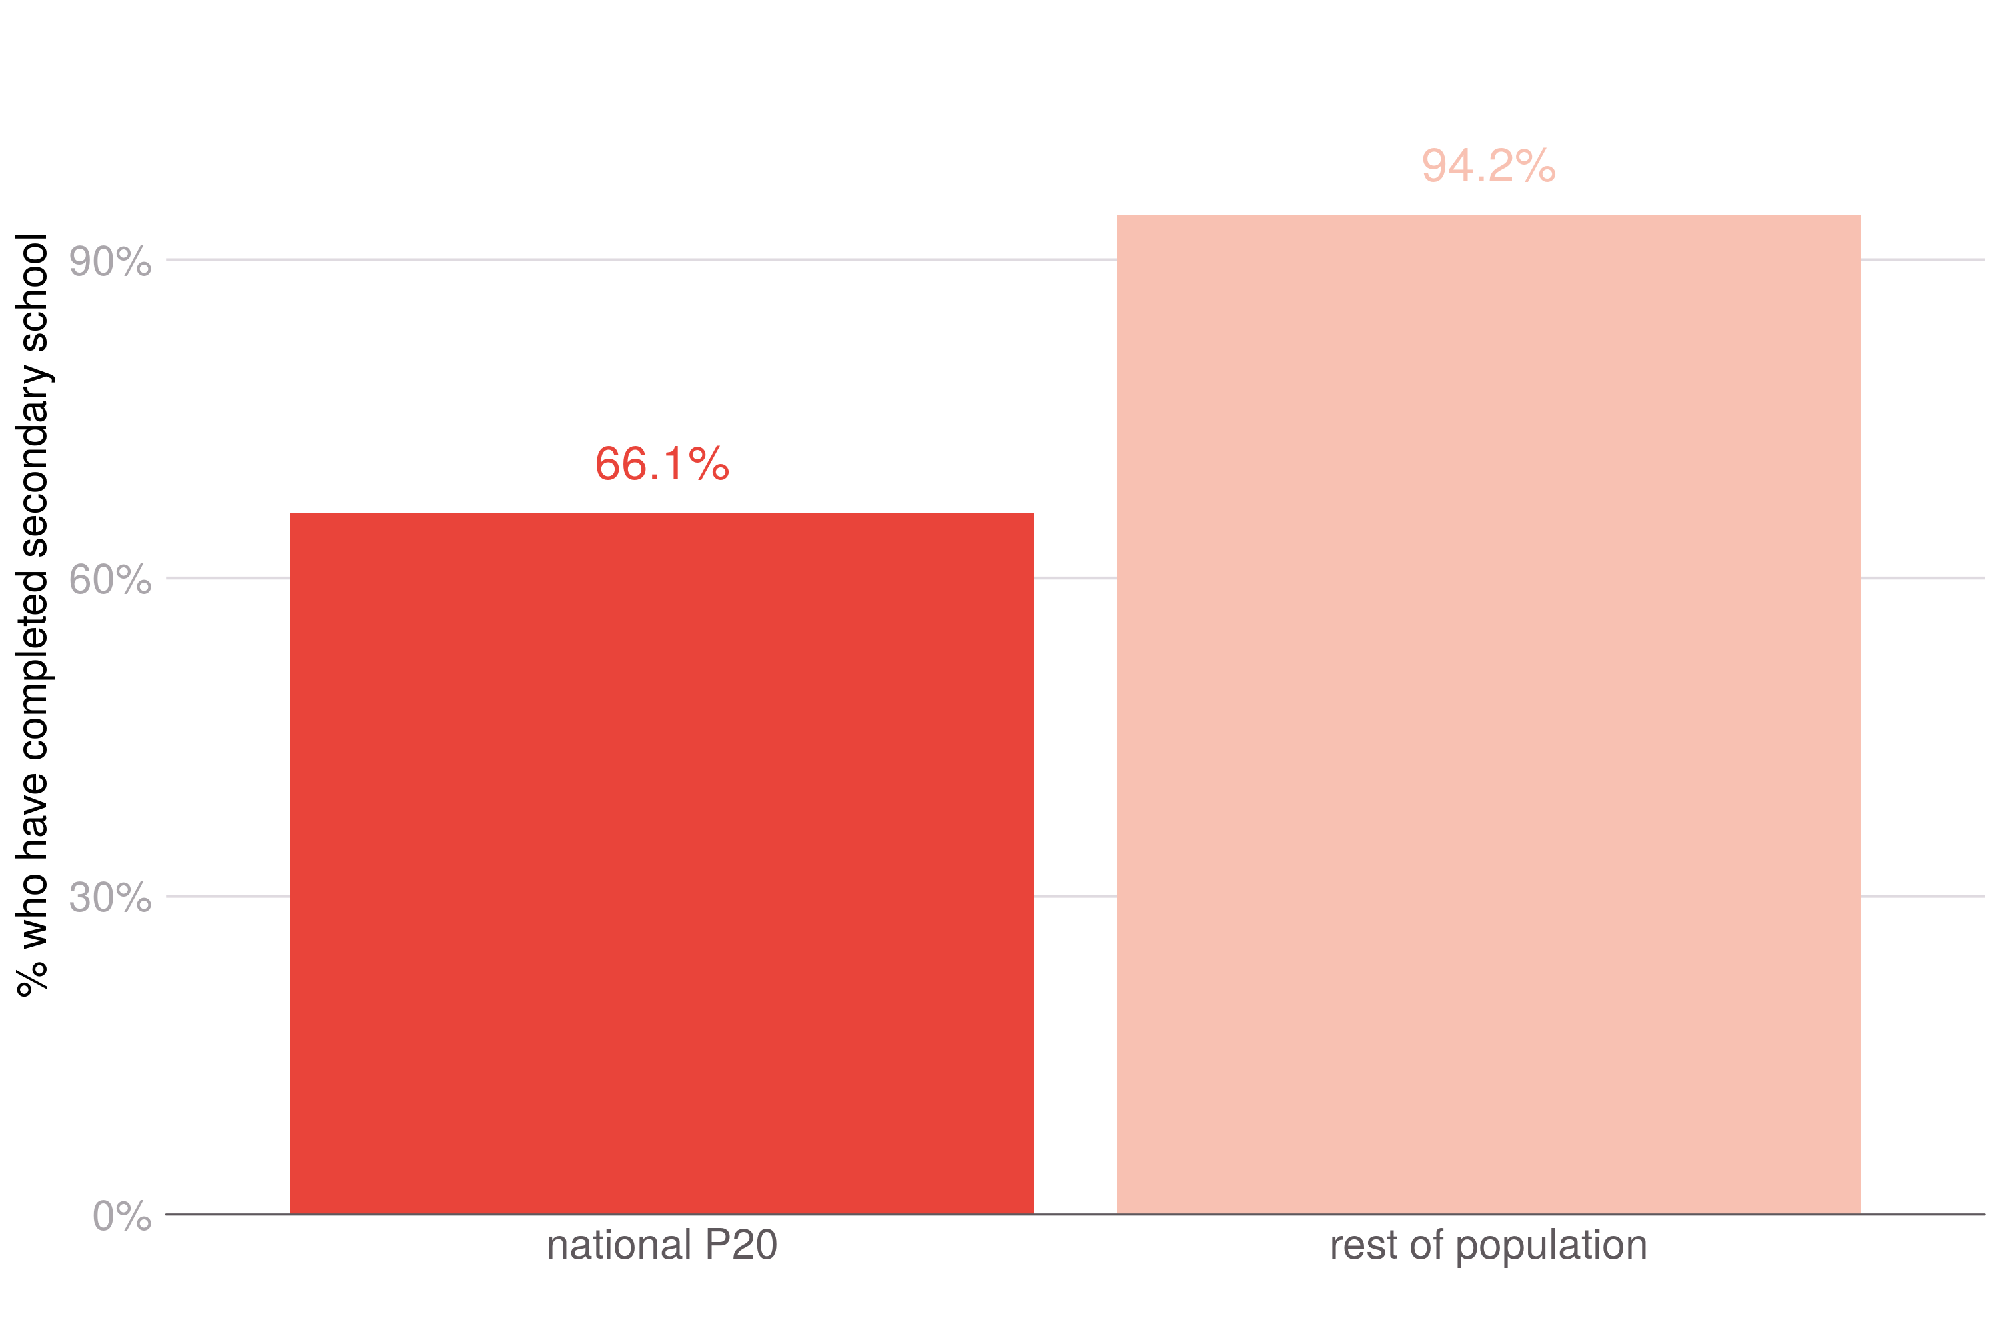 % who have completed secondary school
90%
60%
30%
0%
66.1%
94.2%
national P20
rest of population